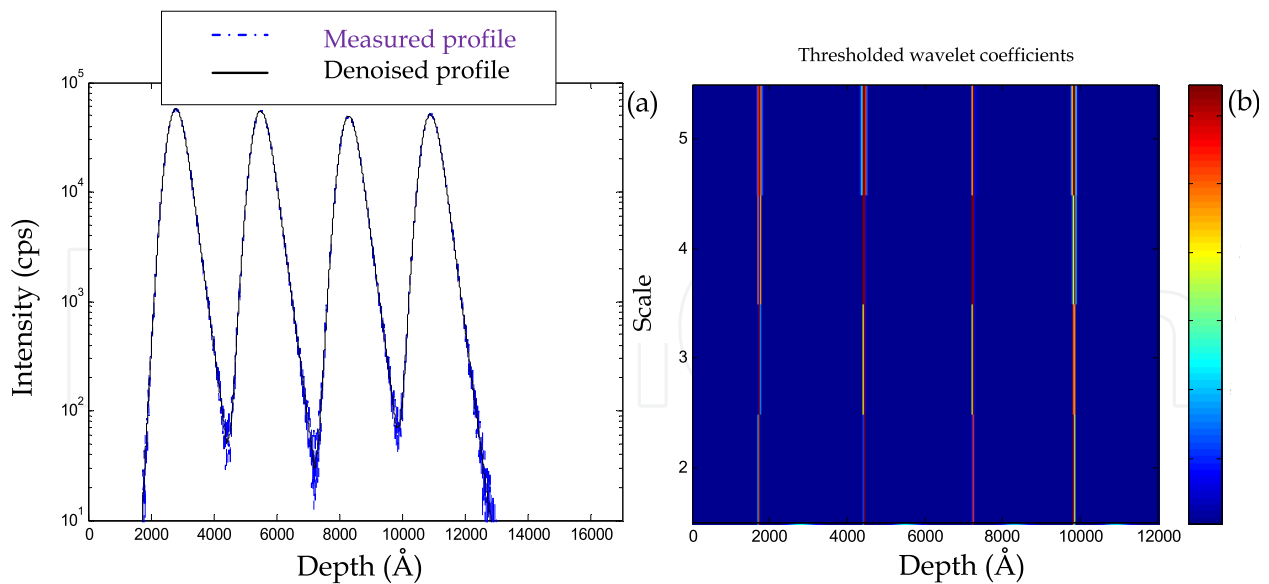 Measured profile
Denoised profile
(a)
10^5
10^4
10^3
10^2
10^1
Intensity (cps)
0 2000 4000 6000 8000 10000 12000 14000 16000
Depth (Å)
Thresholded wavelet coefficients
(b)
5
4
3
2
Scale
0 2000 4000 6000 8000 10000 12000
Depth (Å)